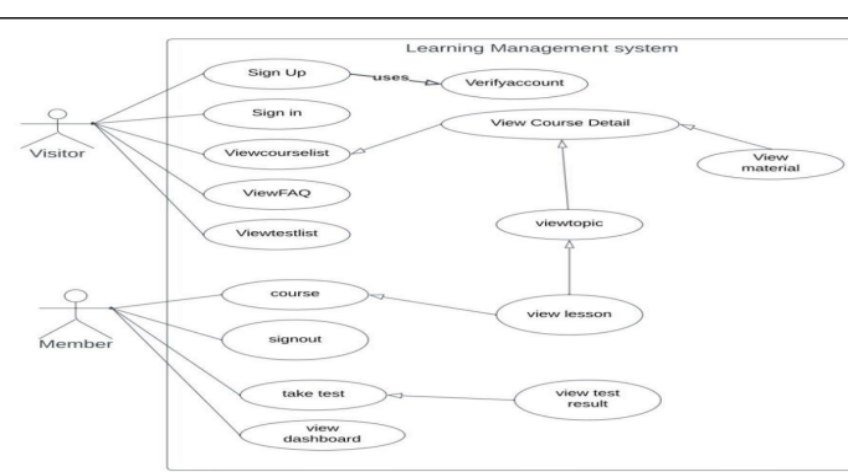 Learning Management system
Sign Up
uses
Verifyaccount
Sign in
View Course Detail
Visitor
Viewcourselist
View
material
ViewFAQ
viewtopic
Viewtestlist
course
view lesson
Member
signout
take test
view test
result
view
dashboard